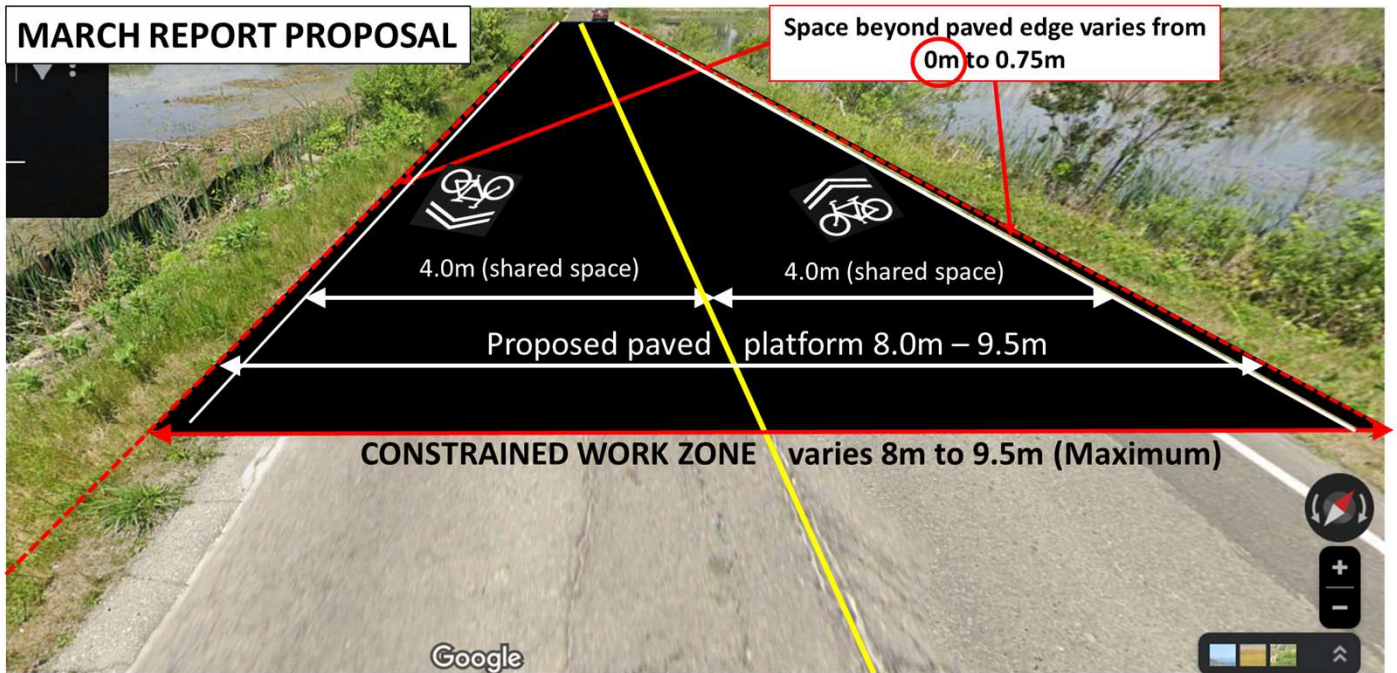 MARCH REPORT PROPOSAL
Space beyond paved edge varies from
0m to 0.75m
4.0m (shared space)
4.0m (shared space)
Proposed paved platform 8.0m – 9.5m
CONSTRAINED WORK ZONE varies 8m to 9.5m (Maximum)
Google